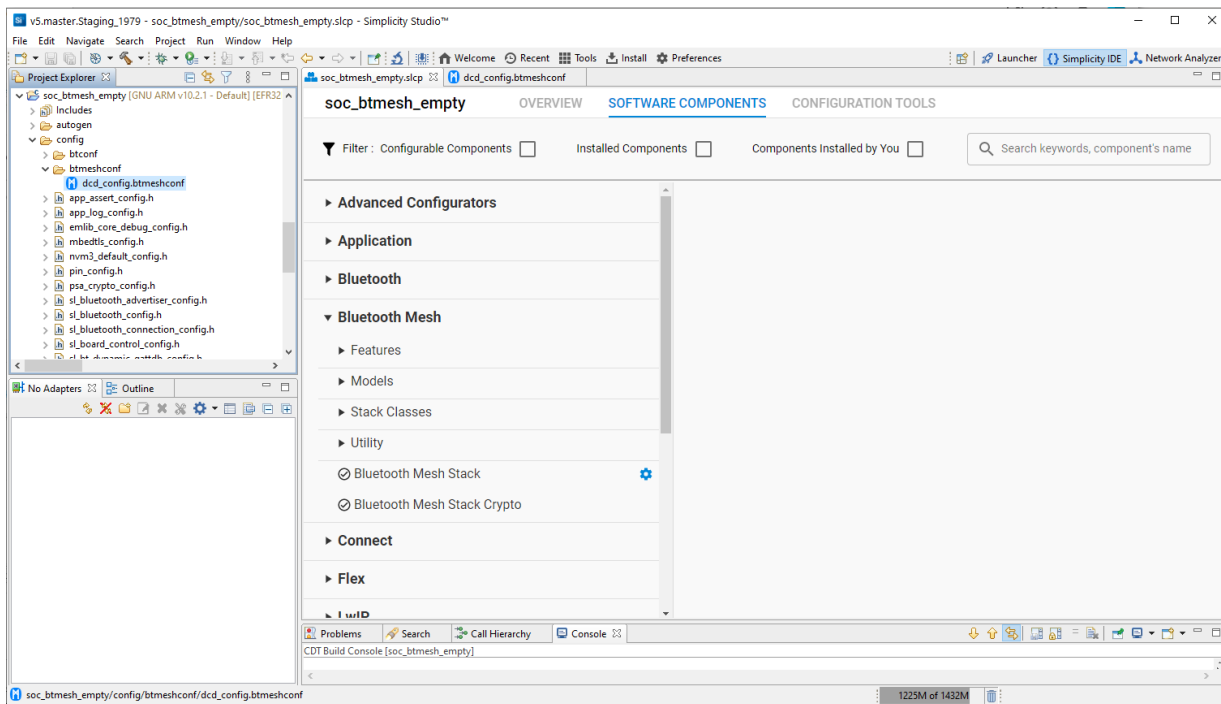 v5.master.Staging_1979 - soc_btmesh_empty/soc_btmesh_empty.slcp - Simplicity Studio™
File Edit Navigate Search Project Run Window Help
Welcome Recent Tools Install Preferences
Launcher {} Simplicity IDE Network Analyzer
Project Explorer
soc_btmesh_empty.slcp dcd_config.btmeshconf
soc_btmesh_empty [GNU ARM v10.2.1 - Default] [EFR32
Includes
autogen
config
btconf
btmeshconf
dcd_config.btmeshconf
app_assert_config.h
app_log_config.h
emlib_core_debug_config.h
mbedtls_config.h
nvm3_default_config.h
pin_config.h
psa_crypto_config.h
sl_bluetooth_advertiser_config.h
sl_bluetooth_config.h
sl_bluetooth_connection_config.h
sl_board_control_config.h
sl_bt_dynamic_gattdb_config.h
No Adapters Outline
soc_btmesh_empty OVERVIEW SOFTWARE COMPONENTS CONFIGURATION TOOLS
Filter : Configurable Components Installed Components Components Installed by You Search keywords, component's name
Advanced Configurators
Application
Bluetooth
Bluetooth Mesh
Features
Models
Stack Classes
Utility
Bluetooth Mesh Stack
Bluetooth Mesh Stack Crypto
Connect
Flex
LwIP
Problems Search Call Hierarchy Console
CDT Build Console [soc_btmesh_empty]
soc_btmesh_empty/config/btmeshconf/dcd_config.btmeshconf 1225M of 1432M